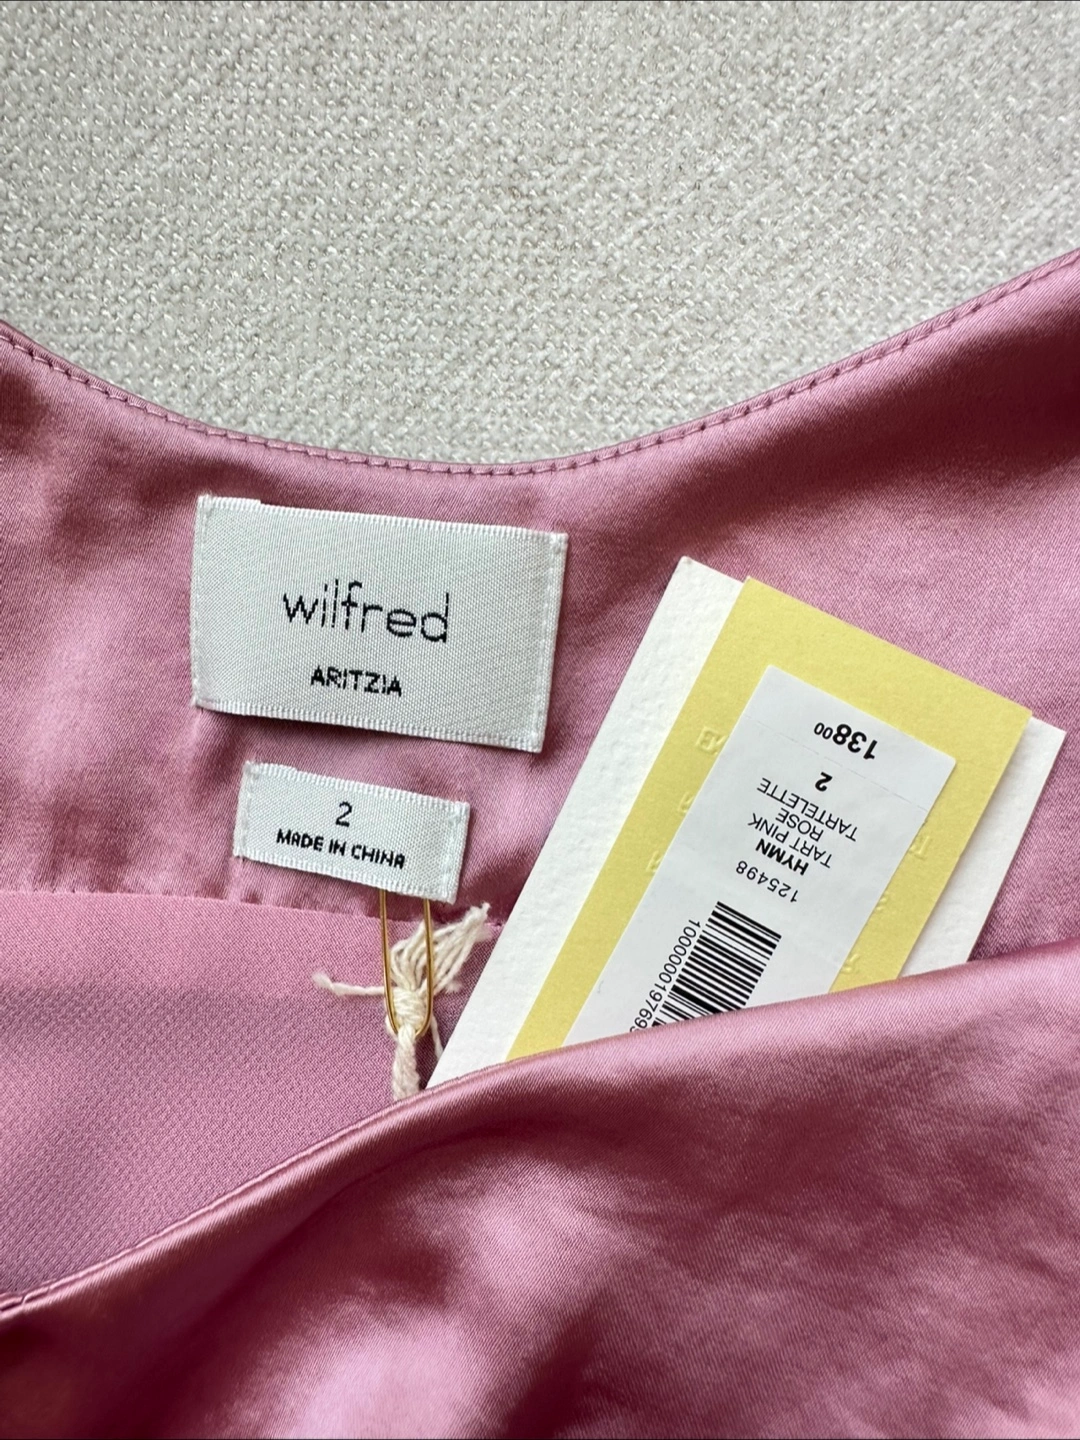 wilfred
ARITZIA
2
MADE IN CHINA
125498
HYMN
TART PINK
ROSE
TARTELETTE
2
138.00